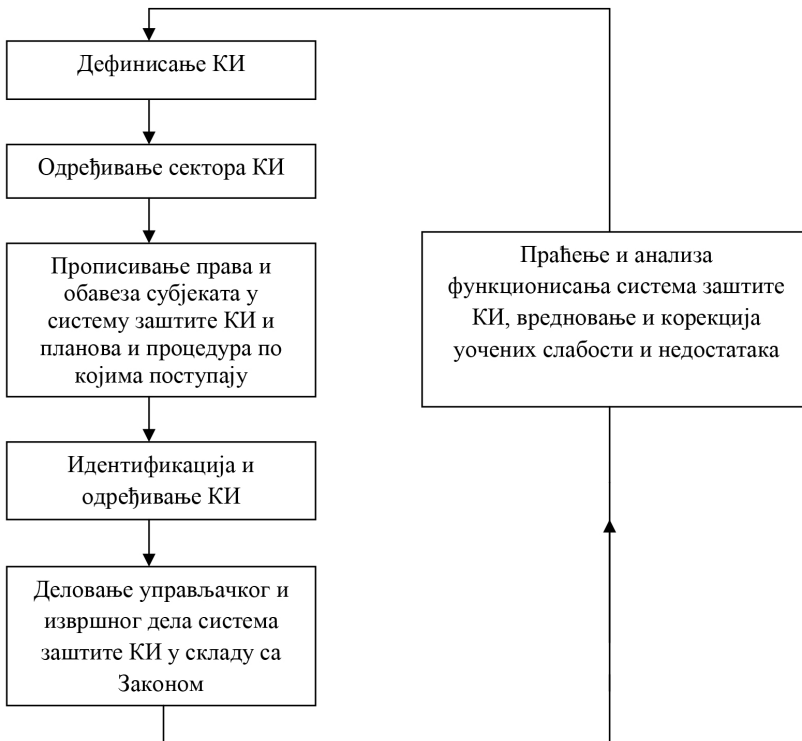 Дефинисање КИ
Одређивање сектора КИ
Прописивање права и
обавеза субјеката у
систему заштите КИ и
планова и процедура по
којима поступају
Идентификација и
одређивање КИ
Деловање управљачког и
извршног дела система
заштите КИ у складу са
Законом
Праћење и анализа
функционисања система заштите
КИ, вредновање и корекција
уочених слабости и недостатака